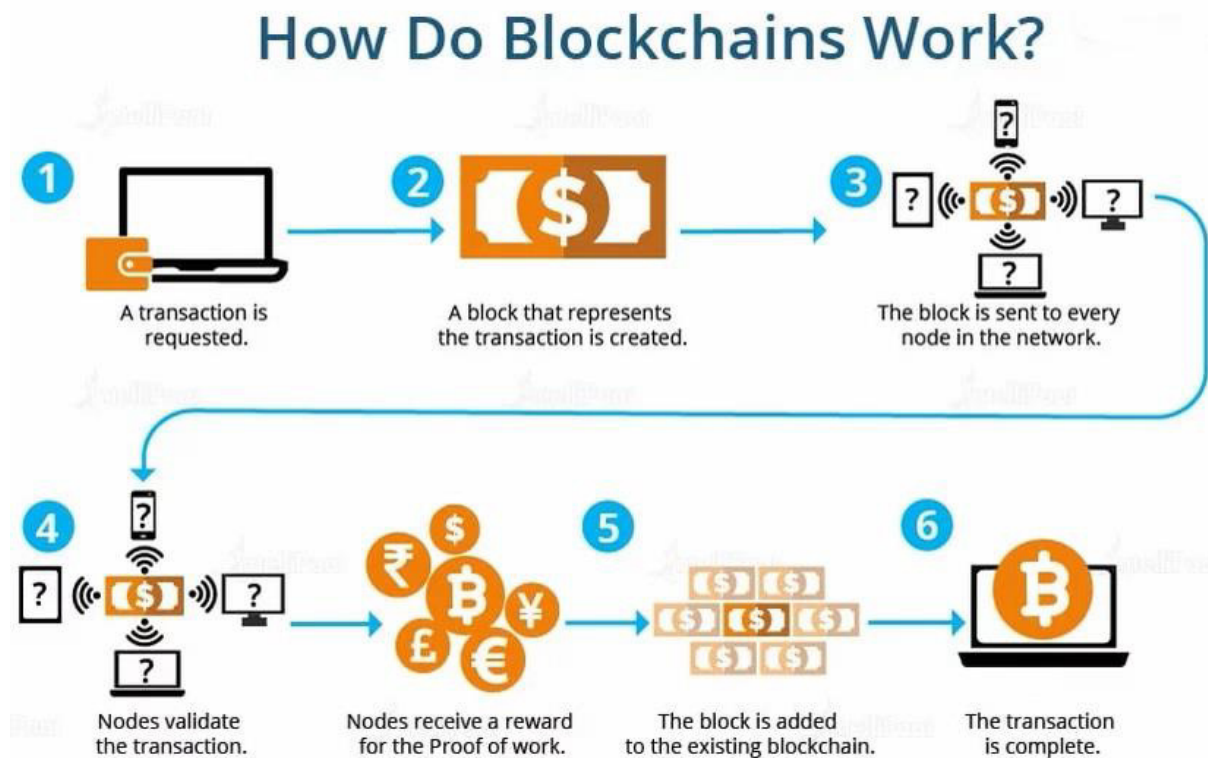 How Do Blockchains Work?
1
A transaction is
requested.
2
A block that represents
the transaction is created.
3
?
?
?
?
The block is sent to every
node in the network.
4
?
?
?
?
Nodes validate
the transaction.
Nodes receive a reward
for the Proof of work.
5
The block is added
to the existing blockchain.
6
The transaction
is complete.